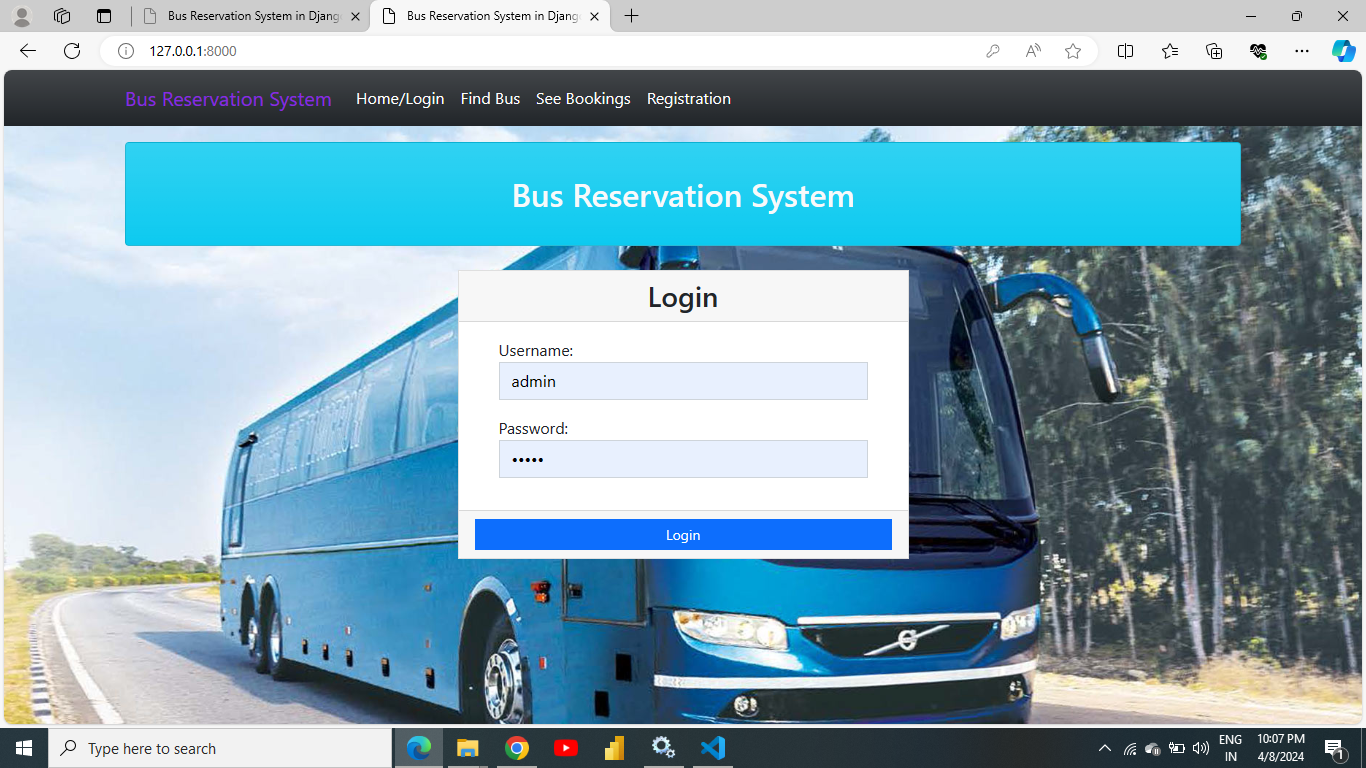 Bus Reservation System in Djang
Bus Reservation System in Djang
127.0.0.1:8000
Bus Reservation System Home/Login Find Bus See Bookings Registration
Bus Reservation System
Login
Username:
admin
Password:
•••••
Login
Type here to search
ENG
IN
10:07 PM
4/8/2024
1